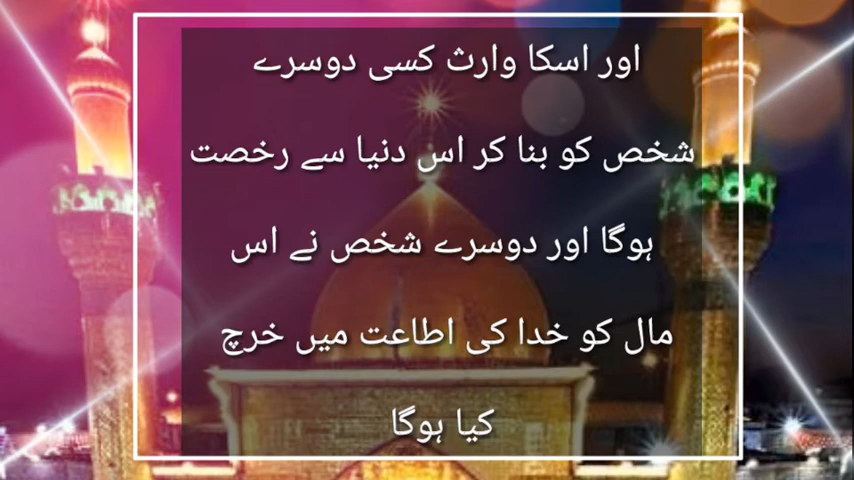 اور اسکا وارث کسی دوسرے
شخص کو بنا کر اس دنیا سے رخصت
ہوگا اور دوسرے شخص نے اس
مال کو خدا کی اطاعت میں خرچ
کیا ہوگا